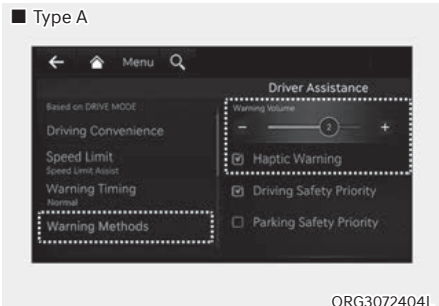 ■ Type A
Menu
Driver Assistance
Based on DRIVE MODE
Driving Convenience
Speed Limit
Speed Limit Assist
Warning Timing
Normal
Warning Methods
Warning Volume
- 2 +
Haptic Warning
Driving Safety Priority
Parking Safety Priority
ORG3072404L